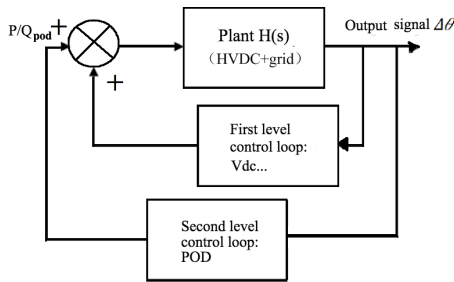 P/Qpod
+
+
Plant H(s)
(HVDC+grid)
Output signal Δθ
First level
control loop:
Vdc...
Second level
control loop:
POD